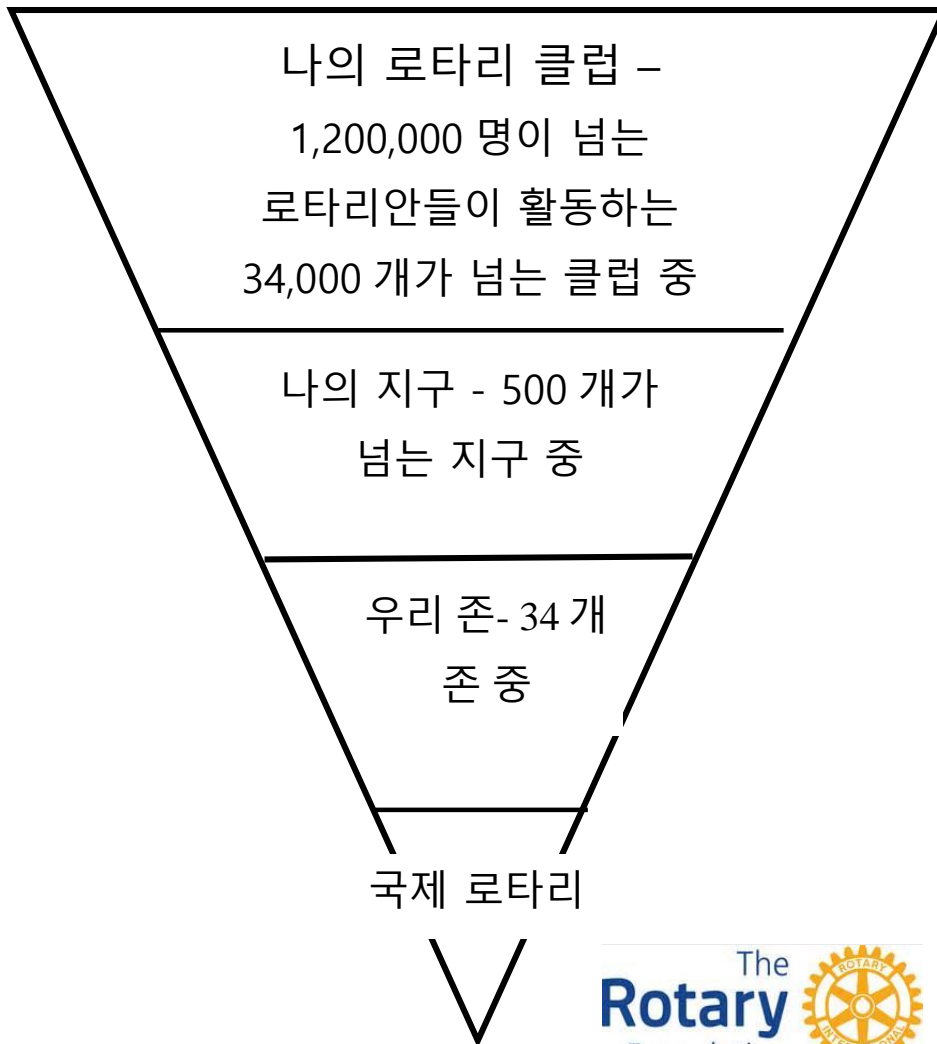 나의 로타리 클럽 –
1,200,000 명이 넘는
로타리안들이 활동하는
34,000 개가 넘는 클럽 중
나의 지구 - 500 개가
넘는 지구 중
우리 존- 34 개
존 중
국제 로타리
The
Rotary
ROTARY
INTERNATIONAL